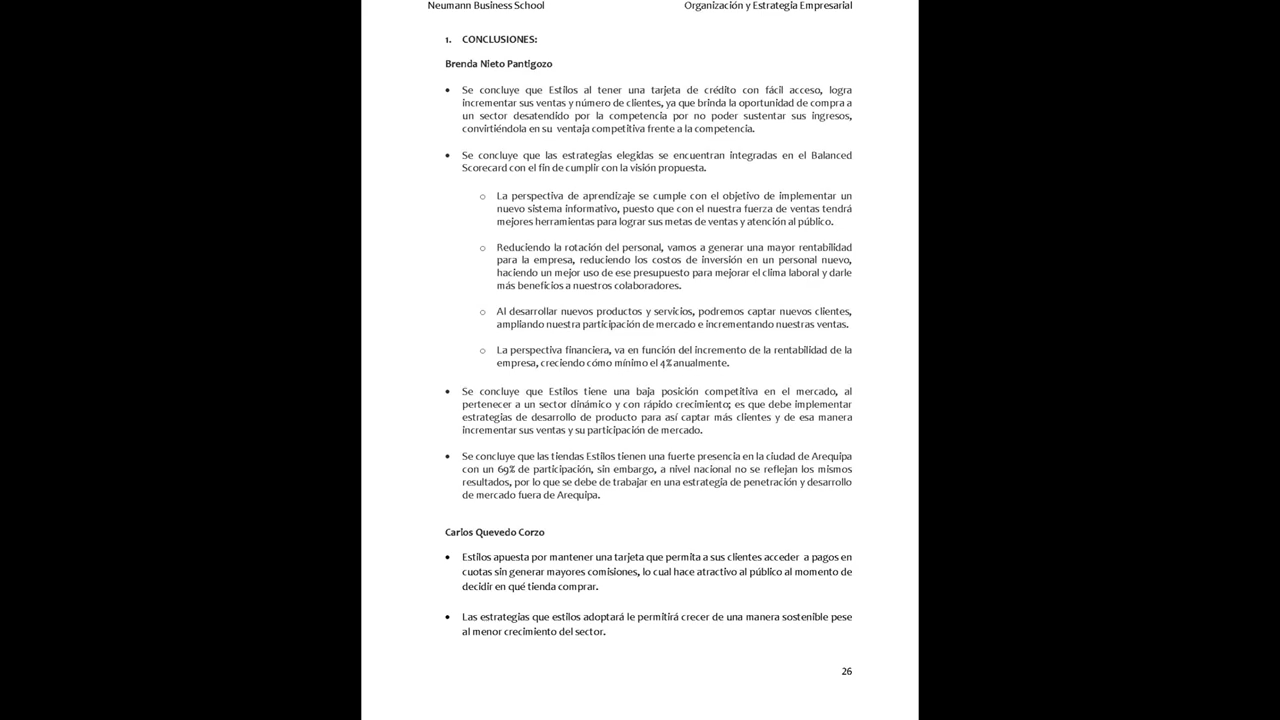 Neumann Business School Organización y Estrategia Empresarial
1. CONCLUSIONES:
Brenda Nieto Pantigozo
• Se concluye que Estilos al tener una tarjeta de crédito con fácil acceso, logra
incrementar sus ventas y número de clientes, ya que brinda la oportunidad de compra a
un sector desatendido por la competencia por no poder sustentar sus ingresos,
convirtiéndola en su ventaja competitiva frente a la competencia.
• Se concluye que las estrategias elegidas se encuentran integradas en el Balanced
Scorecard con el fin de cumplir con la visión propuesta.
o La perspectiva de aprendizaje se cumple con el objetivo de implementar un
nuevo sistema informativo, puesto que con el nuestra fuerza de ventas tendrá
mejores herramientas para lograr sus metas de ventas y atención al público.
o Reduciendo la rotación del personal, vamos a generar una mayor rentabilidad
para la empresa, reduciendo los costos de inversión en un personal nuevo,
haciendo un mejor uso de ese presupuesto para mejorar el clima laboral y darle
más beneficios a nuestros colaboradores.
o Al desarrollar nuevos productos y servicios, podremos captar nuevos clientes,
ampliando nuestra participación de mercado e incrementando nuestras ventas.
o La perspectiva financiera, va en función del incremento de la rentabilidad de la
empresa, creciendo cómo mínimo el 4% anualmente.
• Se concluye que Estilos tiene una baja posición competitiva en el mercado, al
pertenecer a un sector dinámico y con rápido crecimiento; es que debe implementar
estrategias de desarrollo de producto para así captar más clientes y de esa manera
incrementar sus ventas y su participación de mercado.
• Se concluye que las tiendas Estilos tienen una fuerte presencia en la ciudad de Arequipa
con un 69% de participación, sin embargo, a nivel nacional no se reflejan los mismos
resultados, por lo que se debe de trabajar en una estrategia de penetración y desarrollo
de mercado fuera de Arequipa.
Carlos Quevedo Corzo
• Estilos apuesta por mantener una tarjeta que permita a sus clientes acceder a pagos en
cuotas sin generar mayores comisiones, lo cual hace atractivo al público al momento de
decidir en qué tienda comprar.
• Las estrategias que estilos adoptará le permitirá crecer de una manera sostenible pese
al menor crecimiento del sector.
26